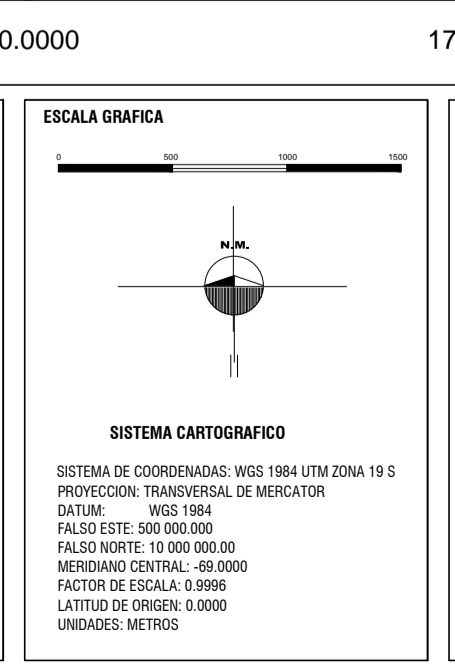 0.0000 17
ESCALA GRAFICA
0 500 1000 1500
N.M.
SISTEMA CARTOGRAFICO
SISTEMA DE COORDENADAS: WGS 1984 UTM ZONA 19 S
PROYECCION: TRANSVERSAL DE MERCATOR
DATUM: WGS 1984
FALSO ESTE: 500 000.000
FALSO NORTE: 10 000 000.00
MERIDIANO CENTRAL: -69.0000
FACTOR DE ESCALA: 0.9996
LATITUD DE ORIGEN: 0.0000
UNIDADES: METROS